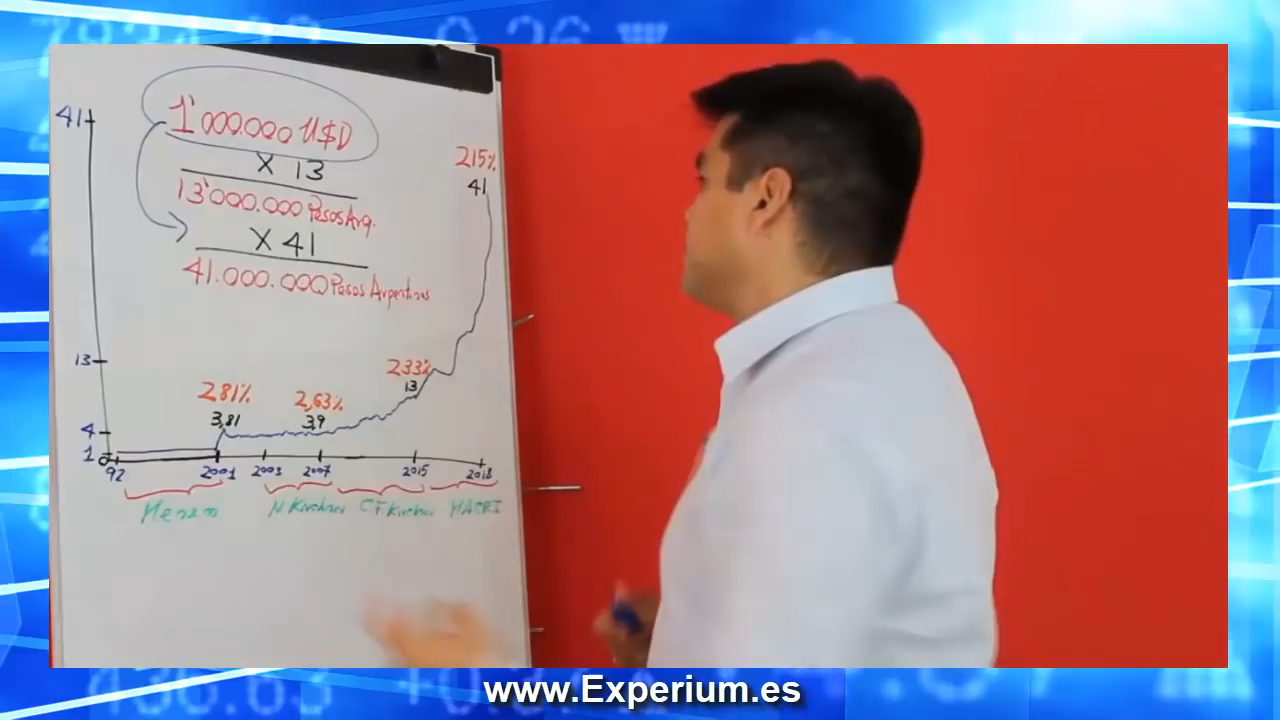 41
1'000.000 U$D
X 13
13'000.000 Pesos Arg.
X 41
41.000.000 Pesos Argentinos
215%
41
13
233%
13
281%
3,81
2,63%
3,9
4
1
0
92 2001 2003 2007 2015 2018
Menem N Kirchner C F. Kirchner MACRI
www.Experium.es